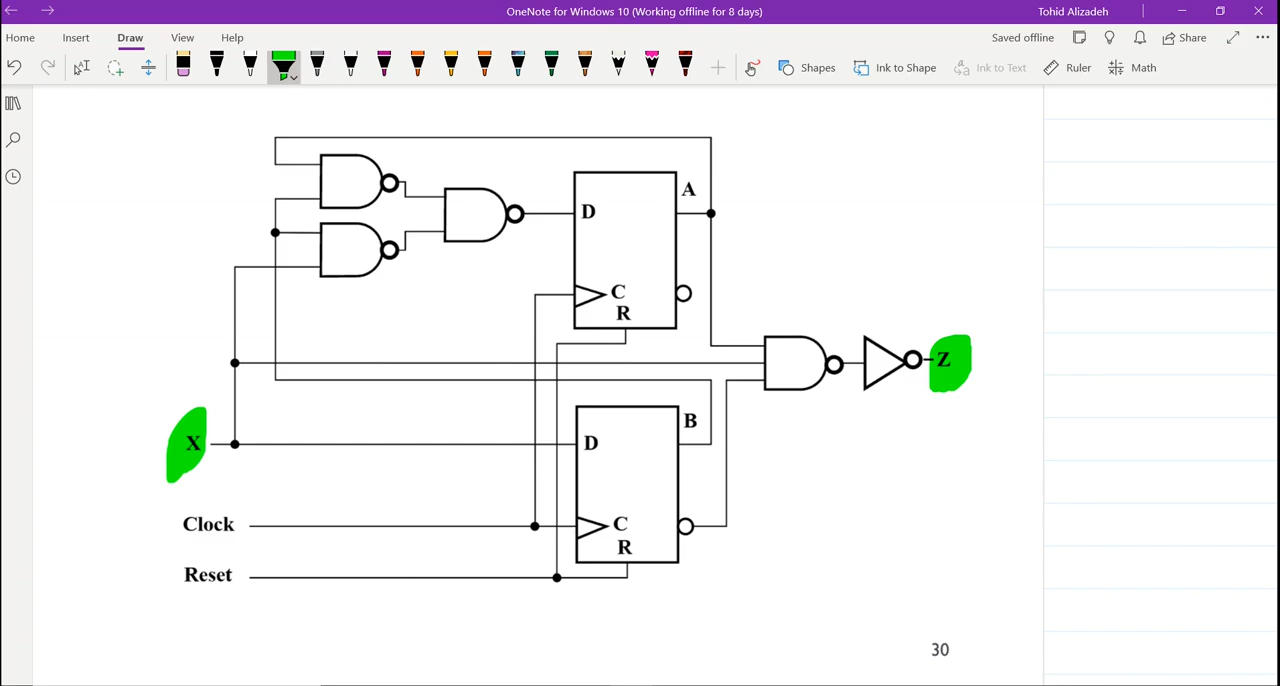 OneNote for Windows 10 (Working offline for 8 days)
Tohid Alizadeh
Home Insert Draw View Help
Saved offline
Share
Shapes
Ink to Shape
Ink to Text
Ruler
Math
A
D
C
R
Z
B
X
D
Clock
C
R
Reset
30